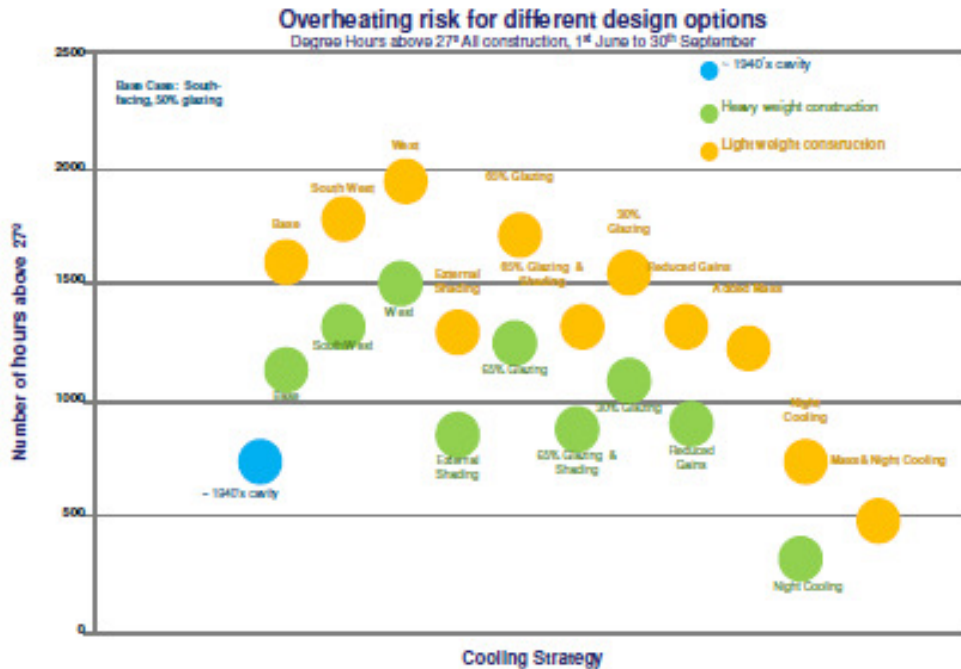 Overheating risk for different design options
Degree Hours above 27º All construction, 1st June to 30th September
2500
Base Case: South-
facing, 50% glazing
~ 1940's cavity
Heavy weight construction
Light weight construction
2000
West
65% Glazing
South West
30%
Glazing
Base
1500
External
Shading
65% Glazing &
Shading
Reduced Gains
Added Mass
West
South West
65% Glazing
Base
1000
30% Glazing
Night
Cooling
External
Shading
65% Glazing &
Shading
Reduced
Gains
Mass & Night Cooling
~ 1940's cavity
500
Night Cooling
0
Number of hours above 27º
Cooling Strategy